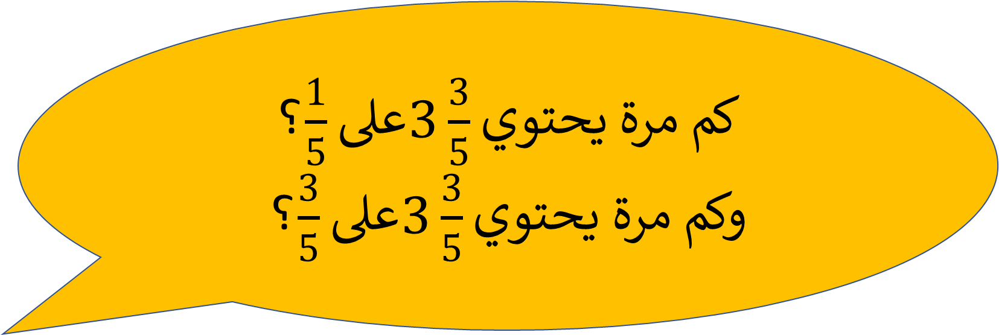 كم مرة يحتوي 3 3/5 على 1/5؟
وكم مرة يحتوي 3 3/5 على 3/5؟